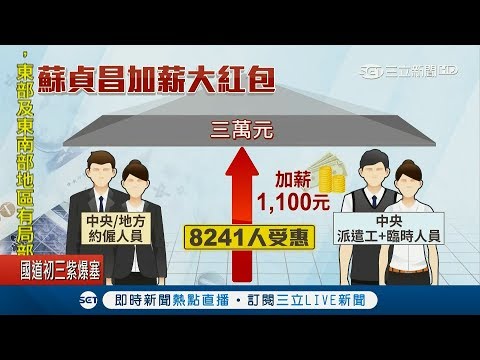 蘇貞昌加薪大紅包
SET 三立新聞HD
，東部及東南部地區有局部
三萬元
加薪
1,100元
中央/地方
約僱人員
8241人受惠
中央
派遣工+臨時人員
國道初三紫爆塞
SET 即時新聞熱點直播・訂閱三立LIVE新聞